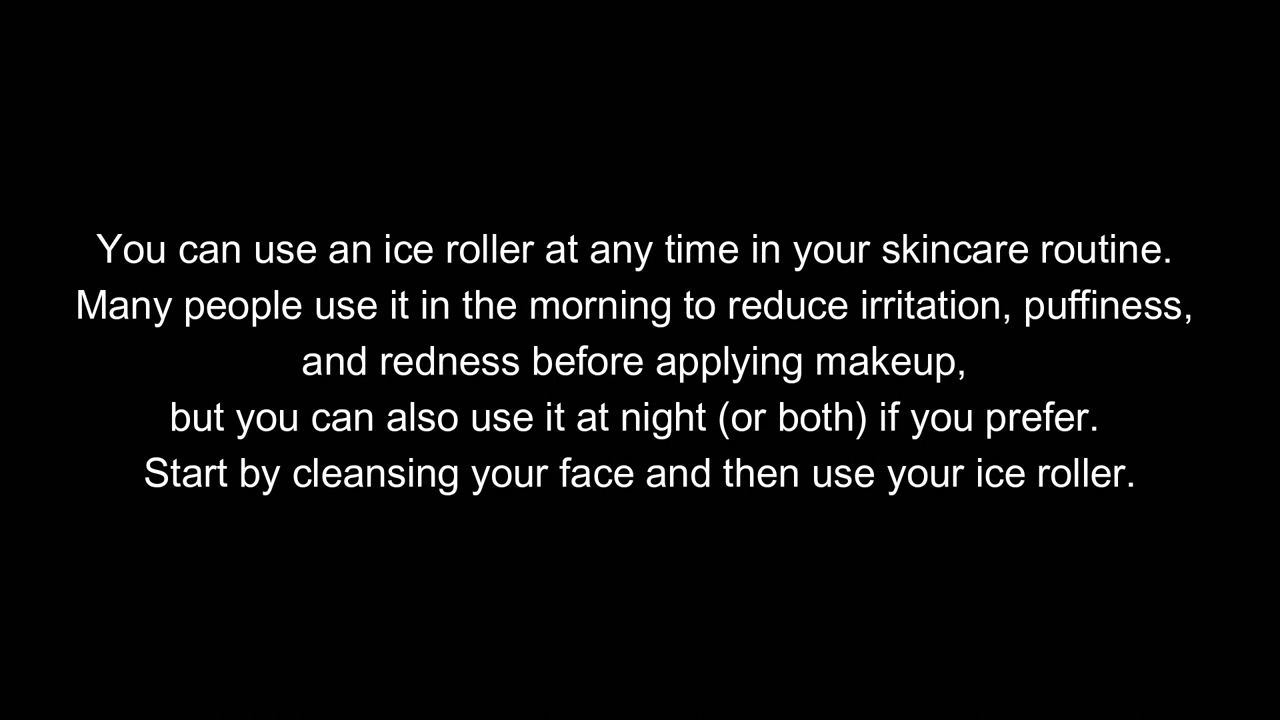 You can use an ice roller at any time in your skincare routine.
Many people use it in the morning to reduce irritation, puffiness,
and redness before applying makeup,
but you can also use it at night (or both) if you prefer.
Start by cleansing your face and then use your ice roller.